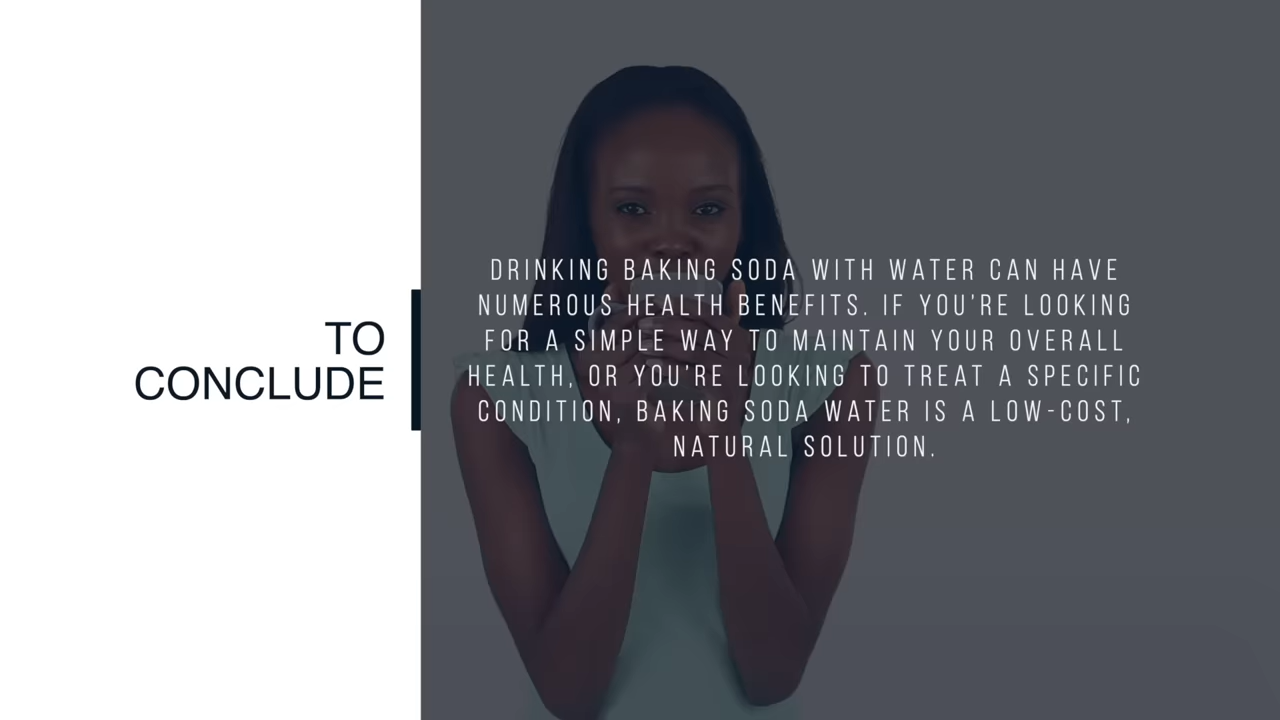 TO
CONCLUDE
DRINKING BAKING SODA WITH WATER CAN HAVE
NUMEROUS HEALTH BENEFITS. IF YOU'RE LOOKING
FOR A SIMPLE WAY TO MAINTAIN YOUR OVERALL
HEALTH, OR YOU'RE LOOKING TO TREAT A SPECIFIC
CONDITION, BAKING SODA WATER IS A LOW-COST,
NATURAL SOLUTION.